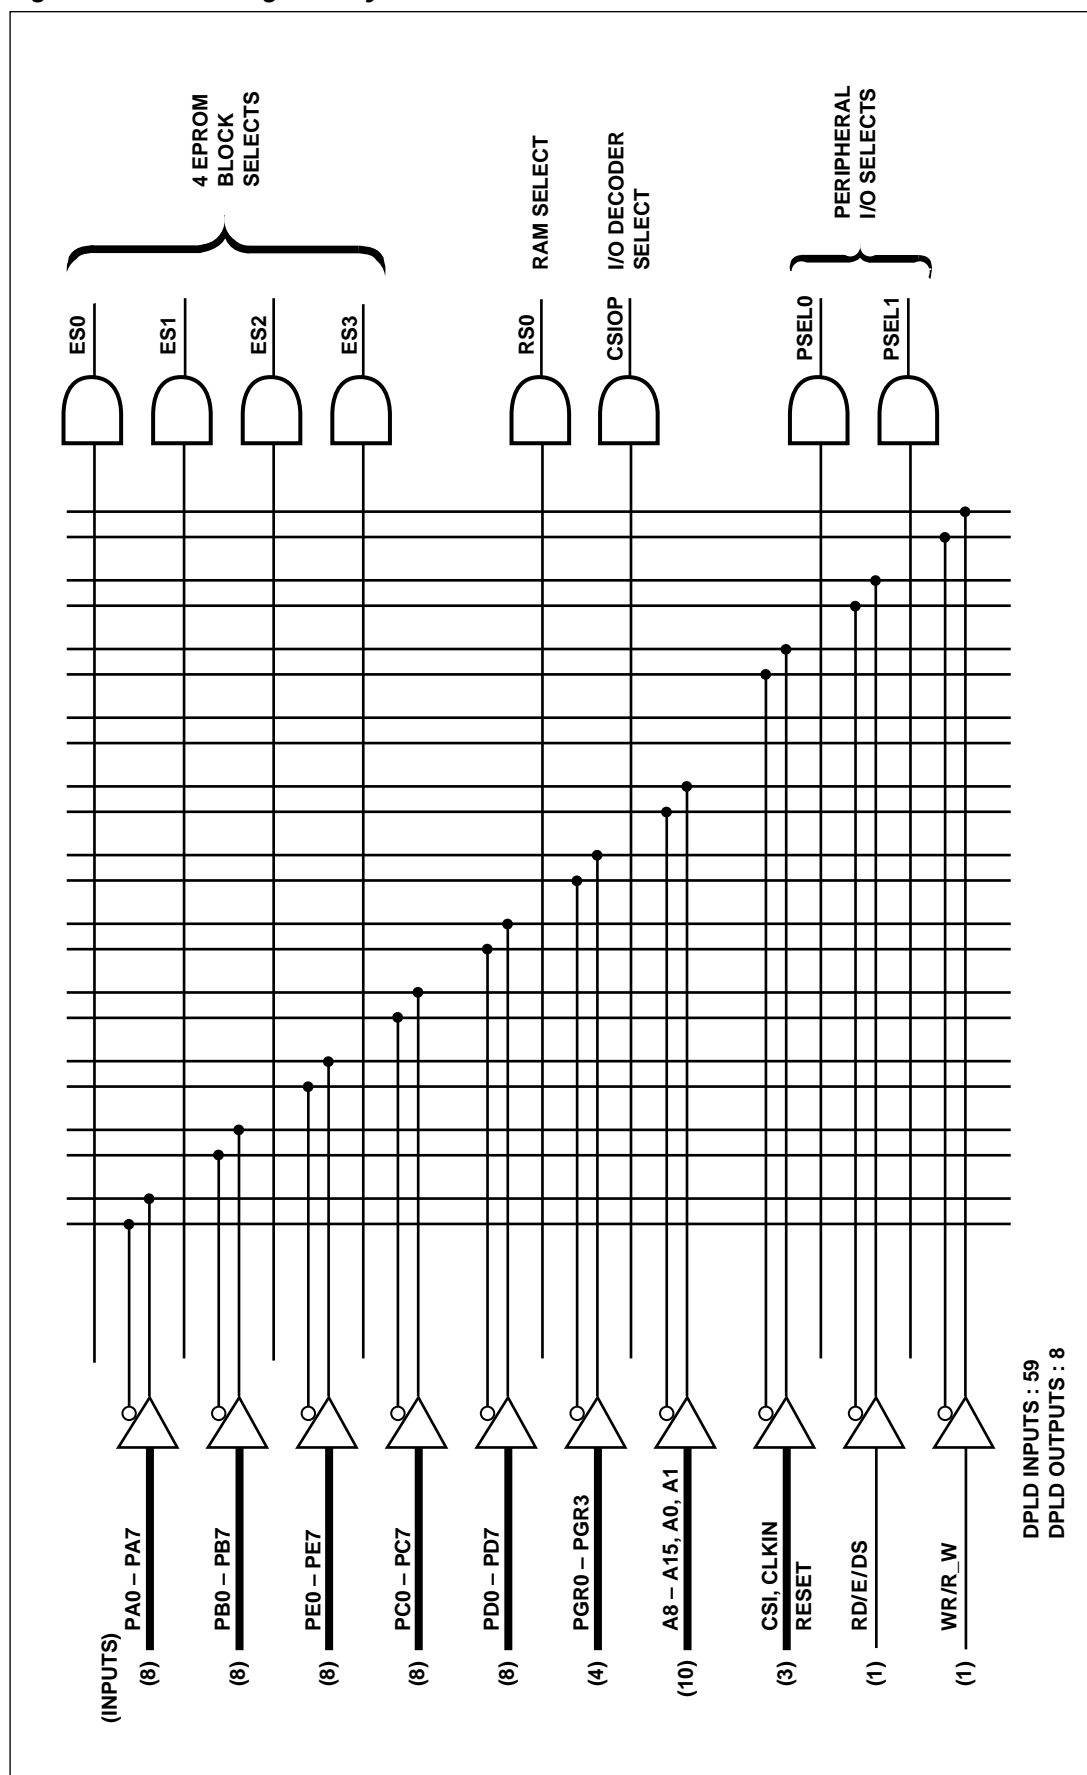 4 EPROM
BLOCK
SELECTS
RAM SELECT
I/O DECODER
SELECT
PERIPHERAL
I/O SELECTS
ES0
ES1
ES2
ES3
RS0
CSIOP
PSEL0
PSEL1
(INPUTS)
(8) PA0 – PA7
(8) PB0 – PB7
(8) PE0 – PE7
(8) PC0 – PC7
(8) PD0 – PD7
(4) PGR0 – PGR3
(10) A8 – A15, A0, A1
(3) CSI, CLKIN
RESET
(1) RD/E/DS
(1) WR/R_W
DPLD INPUTS : 59
DPLD OUTPUTS : 8